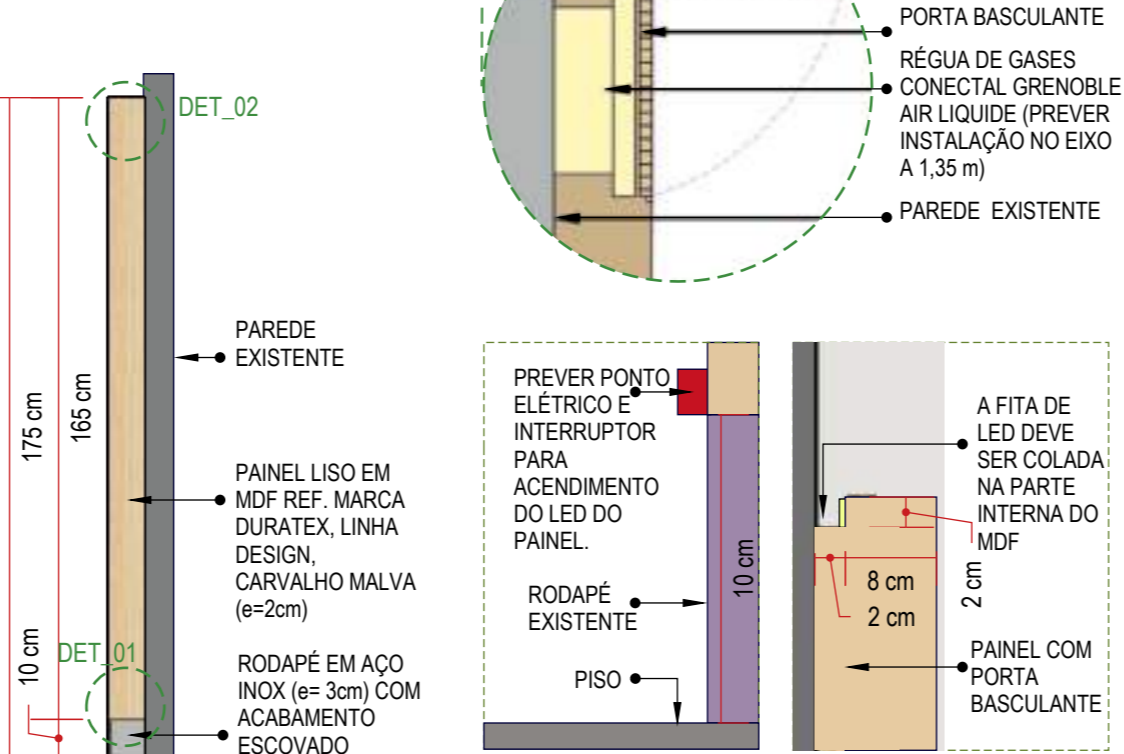 PORTA BASCULANTE
RÉGUA DE GASES
CONECTAL GRENOBLE
AIR LIQUIDE (PREVER
INSTALAÇÃO NO EIXO
A 1,35 m)
PAREDE EXISTENTE
DET_02
PAREDE
EXISTENTE
175 cm
165 cm
PAINEL LISO EM
MDF REF. MARCA
DURATEX, LINHA
DESIGN,
CARVALHO MALVA
(e=2cm)
10 cm
DET_01
RODAPÉ EM AÇO
INOX (e= 3cm) COM
ACABAMENTO
ESCOVADO
PREVER PONTO
ELÉTRICO E
INTERRUPTOR
PARA
ACENDIMENTO
DO LED DO
PAINEL.
10 cm
RODAPÉ
EXISTENTE
PISO
A FITA DE
LED DEVE
SER COLADA
NA PARTE
INTERNA DO
MDF
8 cm
2 cm
2 cm
PAINEL COM
PORTA
BASCULANTE